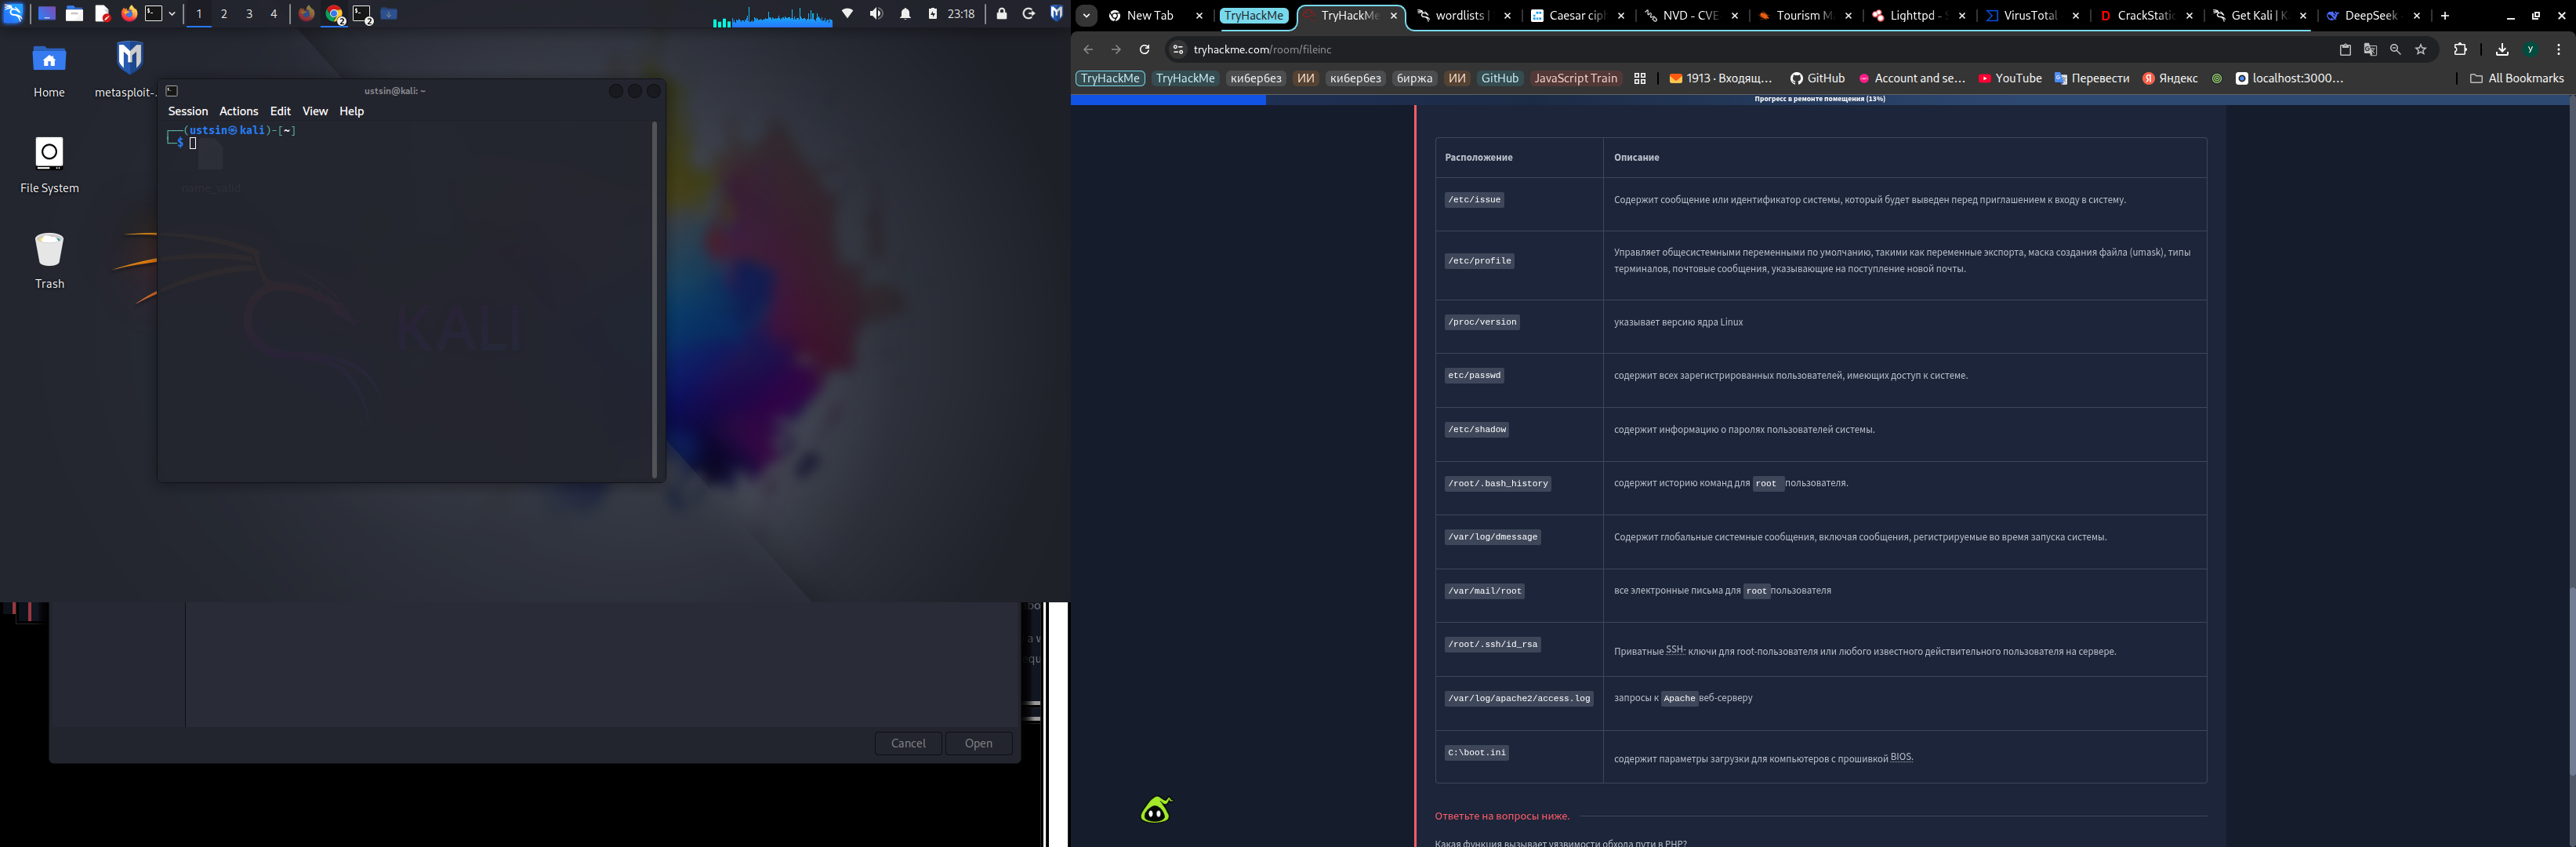 1
2
3
4
2
2
23:18
Home
metasploit-..
File System
Trash
ustsin@kali: ~
Session Actions Edit View Help
┌──(ustsin㉿kali)-[~]
└─$
KALI
Cancel
Open
New Tab
TryHackMe
TryHackMe
wordlists |
Caesar cip
NVD - CVE
Tourism M
Lighttpd - S
VirusTotal
CrackStatic
Get Kali | K
DeepSeek
tryhackme.com/room/fileinc
y
TryHackMe
TryHackMe
кибербез
ИИ
кибербез
биржа
ИИ
GitHub
JavaScript Train
1913 · Входящ...
GitHub
Account and se...
YouTube
Перевести
Яндекс
localhost:3000...
All Bookmarks
Прогресс в ремонте помещения (13%)
Расположение
Описание
/etc/issue
Содержит сообщение или идентификатор системы, который будет выведен перед приглашением к входу в систему.
/etc/profile
Управляет общесистемными переменными по умолчанию, такими как переменные экспорта, маска создания файла (umask), типы
терминалов, почтовые сообщения, указывающие на поступление новой почты.
/proc/version
указывает версию ядра Linux
etc/passwd
содержит всех зарегистрированных пользователей, имеющих доступ к системе.
/etc/shadow
содержит информацию о паролях пользователей системы.
/root/.bash_history
содержит историю команд для root пользователя.
/var/log/dmessage
Содержит глобальные системные сообщения, включая сообщения, регистрируемые во время запуска системы.
/var/mail/root
все электронные письма для root пользователя
/root/.ssh/id_rsa
Приватные SSH- ключи для root-пользователя или любого известного действительного пользователя на сервере.
/var/log/apache2/access.log
запросы к Apache веб-серверу
C:\boot.ini
содержит параметры загрузки для компьютеров с прошивкой BIOS.
Ответьте на вопросы ниже.
Какая функция вызывает уязвимости обхода пути в PHP?